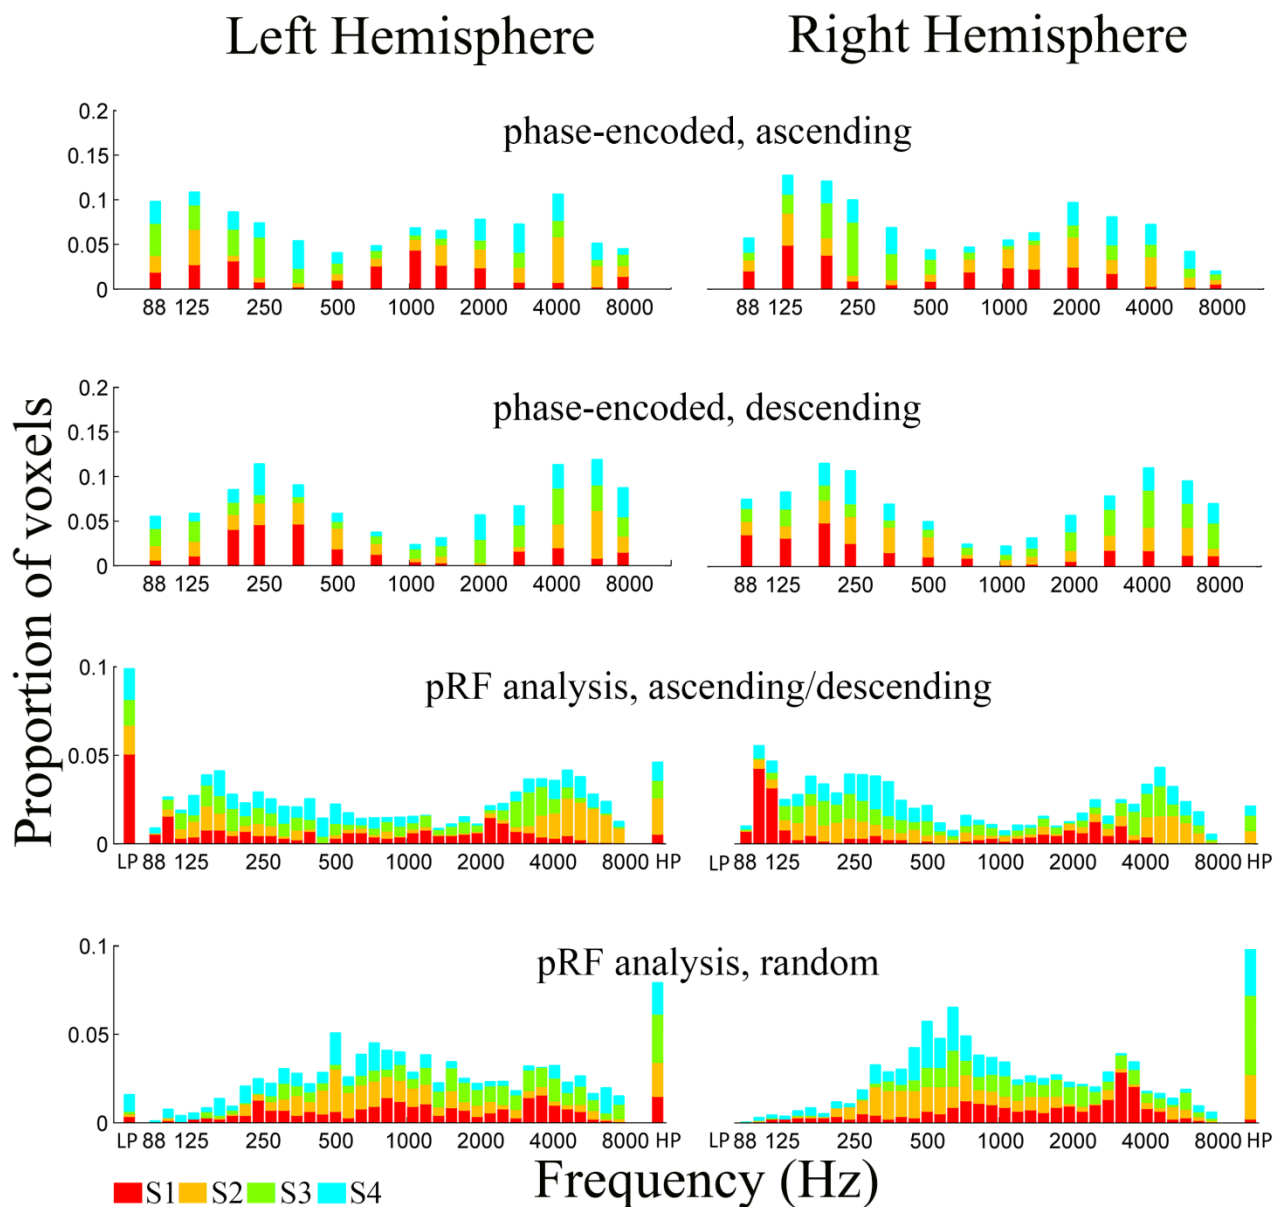 Left Hemisphere Right Hemisphere
Proportion of voxels
phase-encoded, ascending
0.2
0.15
0.1
0.05
0
88 125 250 500 1000 2000 4000 8000
88 125 250 500 1000 2000 4000 8000
phase-encoded, descending
0.2
0.15
0.1
0.05
0
88 125 250 500 1000 2000 4000 8000
88 125 250 500 1000 2000 4000 8000
pRF analysis, ascending/descending
0.1
0.05
0
LP 88 125 250 500 1000 2000 4000 8000 HP
LP 88 125 250 500 1000 2000 4000 8000 HP
pRF analysis, random
0.1
0.05
0
LP 88 125 250 500 1000 2000 4000 8000 HP
LP 88 125 250 500 1000 2000 4000 8000 HP
Frequency (Hz)
S1 S2 S3 S4